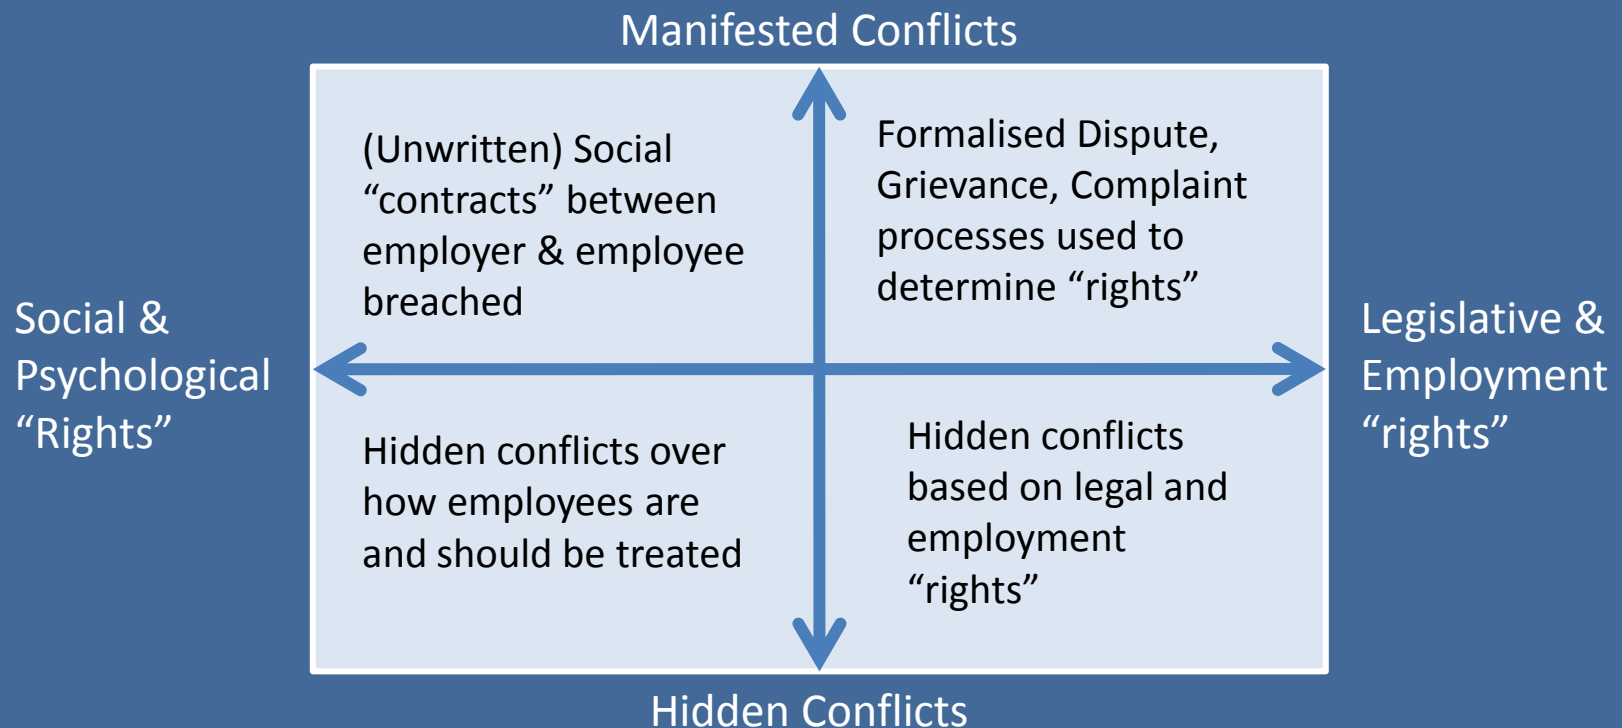 Manifested Conflicts
(Unwritten) Social
“contracts” between
employer & employee
breached
Formalised Dispute,
Grievance, Complaint
processes used to
determine “rights”
Social &
Psychological
“Rights”
Legislative &
Employment
“rights”
Hidden conflicts over
how employees are
and should be treated
Hidden conflicts
based on legal and
employment
“rights”
Hidden Conflicts